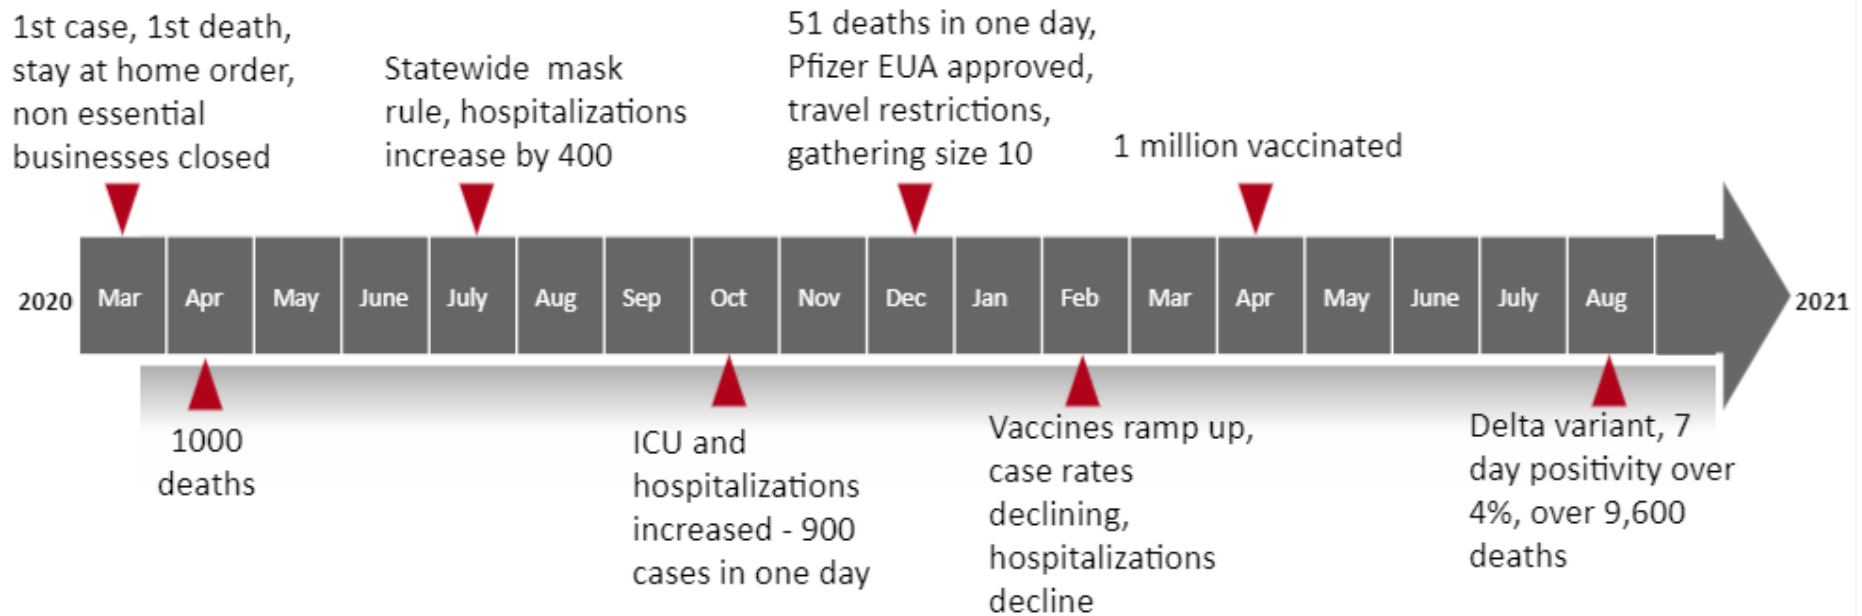 1st case, 1st death,
stay at home order,
non essential
businesses closed
Statewide  mask
rule, hospitalizations
increase by 400
51 deaths in one day,
Pfizer EUA approved,
travel restrictions,
gathering size 10
1 million vaccinated
2020 Mar Apr May June July Aug Sep Oct Nov Dec Jan Feb Mar Apr May June July Aug 2021
1000
deaths
ICU and
hospitalizations
increased - 900
cases in one day
Vaccines ramp up,
case rates
declining,
hospitalizations
decline
Delta variant, 7
day positivity over
4%, over 9,600
deaths